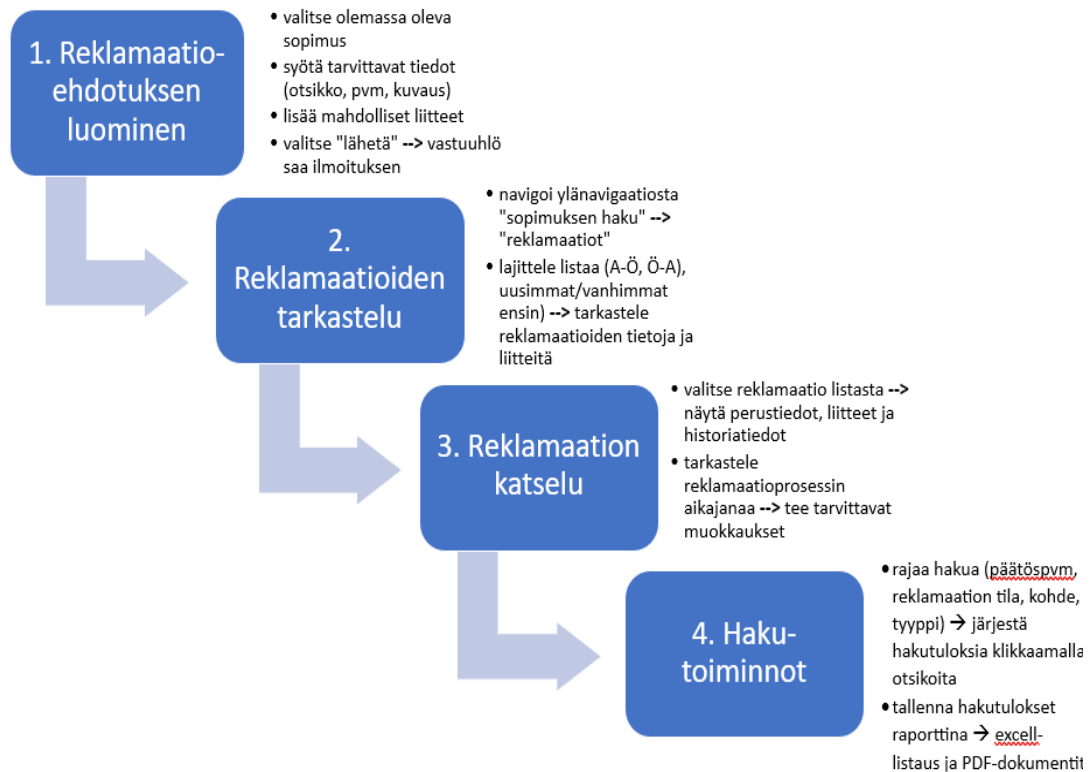 1. Reklamaatio-
ehdotuksen
luominen
• valitse olemassa oleva
sopimus
• syötä tarvittavat tiedot
(otsikko, pvm, kuvaus)
• lisää mahdolliset liitteet
• valitse "lähetä" --> vastuuhlö
saa ilmoituksen
2.
Reklamaatioiden
tarkastelu
• navigoi ylänavigaatiosta
"sopimuksen haku" -->
"reklamaatiot"
• lajittele listaa (A-Ö, Ö-A),
uusimmat/vanhimmat
ensin) --> tarkastele
reklamaatioiden tietoja ja
liitteitä
3. Reklamaation
katselu
• valitse reklamaatio listasta -->
näytä perustiedot, liitteet ja
historiatiedot
• tarkastele
reklamaatioprosessin
aikajanaa --> tee tarvittavat
muokkaukset
4. Haku-
toiminnot
• rajaa hakua (päätöspvm,
reklamaation tila, kohde,
tyyppi) → järjestä
hakutuloksia klikkaamalla
otsikoita
• tallenna hakutulokset
raporttina → excell-
listaus ja PDF-dokumentit